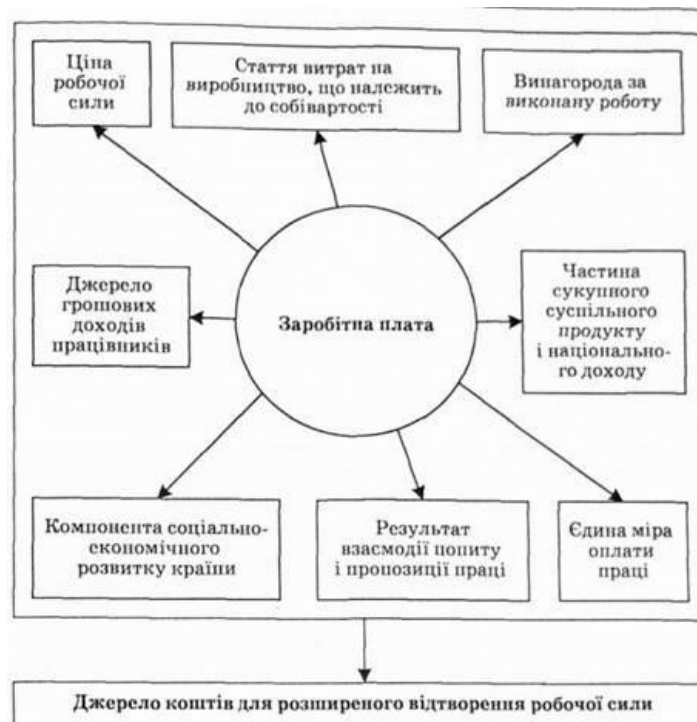 Ціна
робочої
сили
Стаття витрат на
виробництво, що належить
до собівартості
Винагорода за
виконану роботу
Джерело
грошових
доходів
працівників
Заробітна плата
Частина
сукупного
суспільного
продукту
і національно-
го доходу
Компонента соціально-
економічного
розвитку країни
Результат
взаємодії попиту
і пропозиції праці
Єдина міра
оплати
праці
Джерело коштів для розширеного відтворення робочої сили